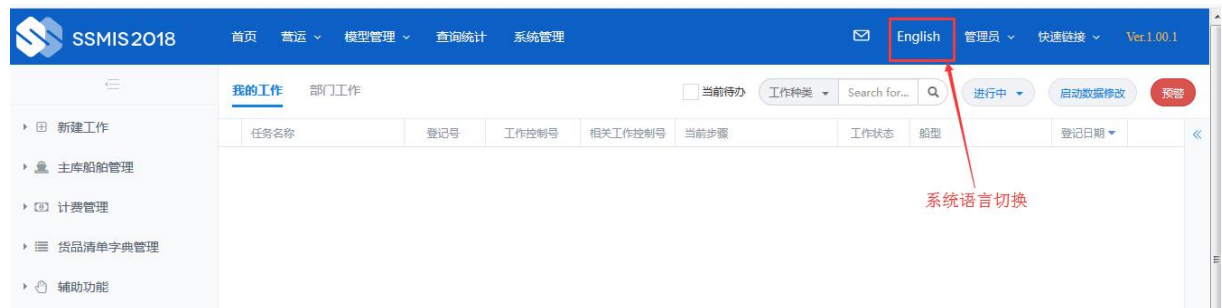 SSMIS2018 首页 营运 模型管理 查询统计 系统管理 English 管理员 快速链接 Ver.1.00.1
我的工作 部门工作 当前待办 工作种类 Search for... 进行中 启动数据修改 预警
任务名称 登记号 工作控制号 相关工作控制号 当前步骤 工作状态 船型 登记日期
新建工作
主库船舶管理
计费管理
系统语言切换
货品清单字典管理
辅助功能